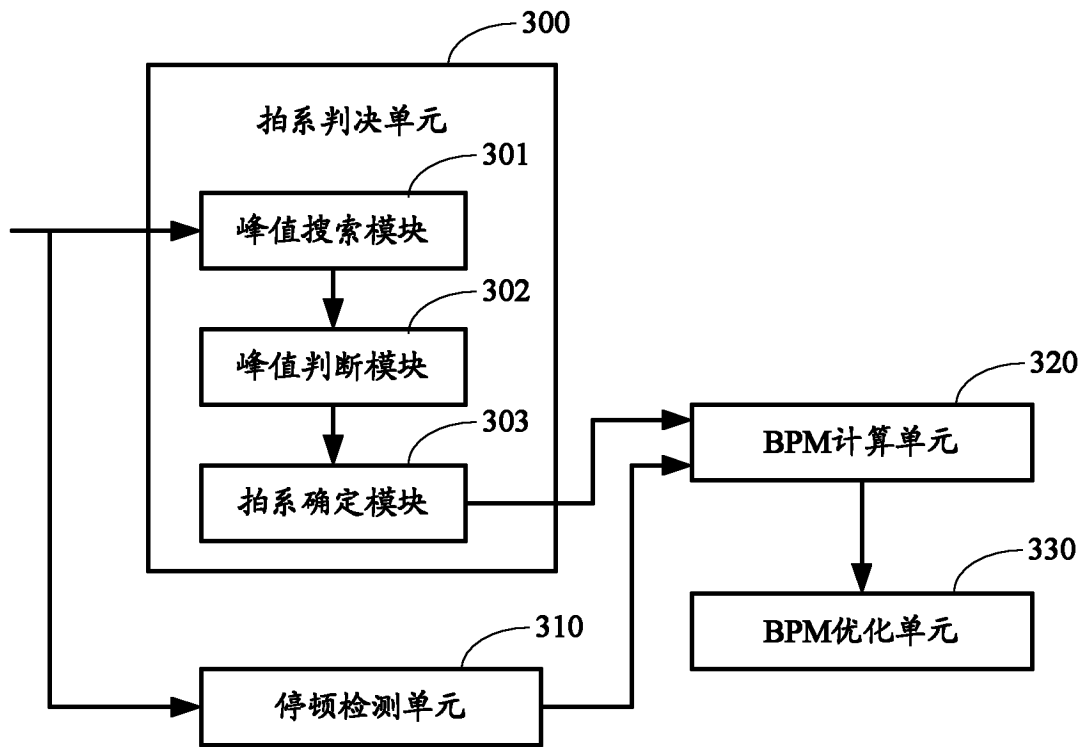 300
拍系判决单元
301
峰值搜索模块
302
峰值判断模块
303
拍系确定模块
320
BPM计算单元
330
BPM优化单元
310
停顿检测单元